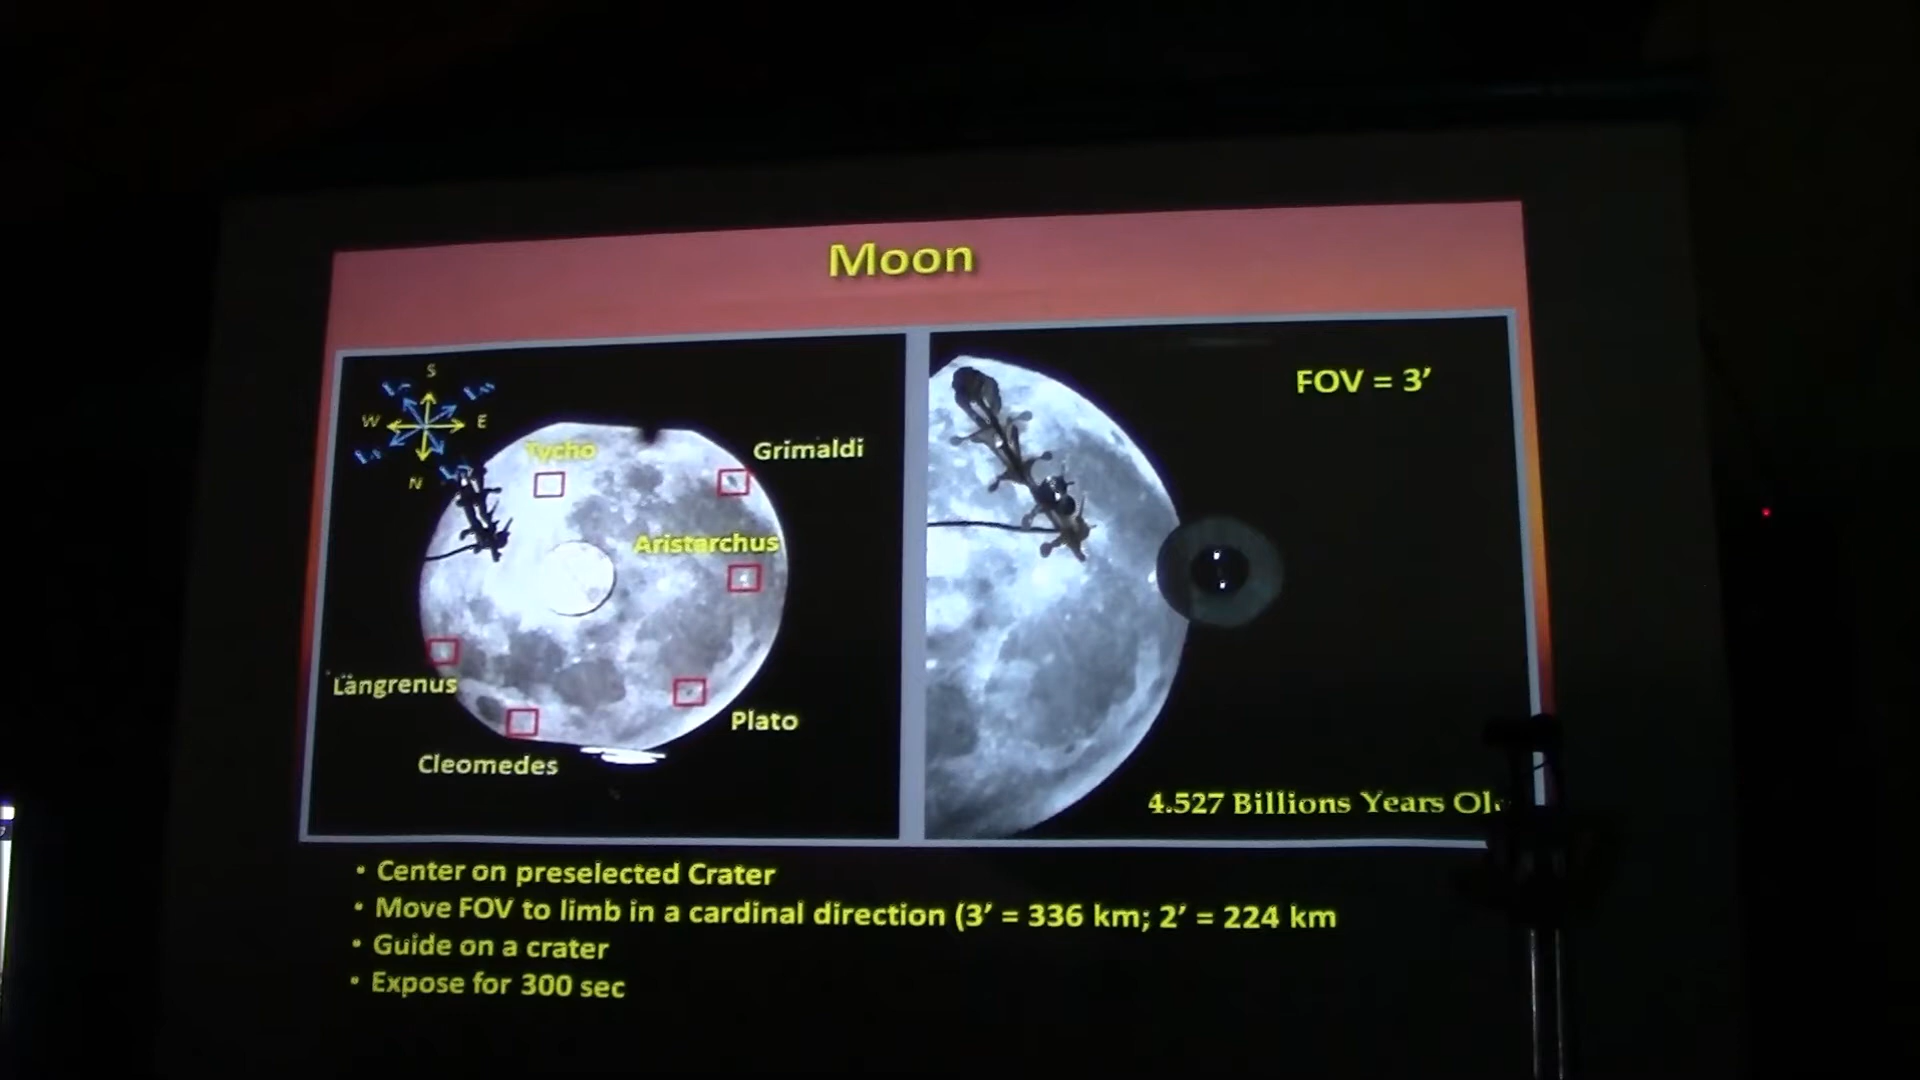 Moon
S
W
E
N
Tycho
Grimaldi
Aristarchus
Langrenus
Plato
Cleomedes
FOV = 3’
4.527 Billions Years
• Center on preselected Crater
• Move FOV to limb in a cardinal direction (3’ = 336 km; 2’ = 224 km
• Guide on a crater
• Expose for 300 sec